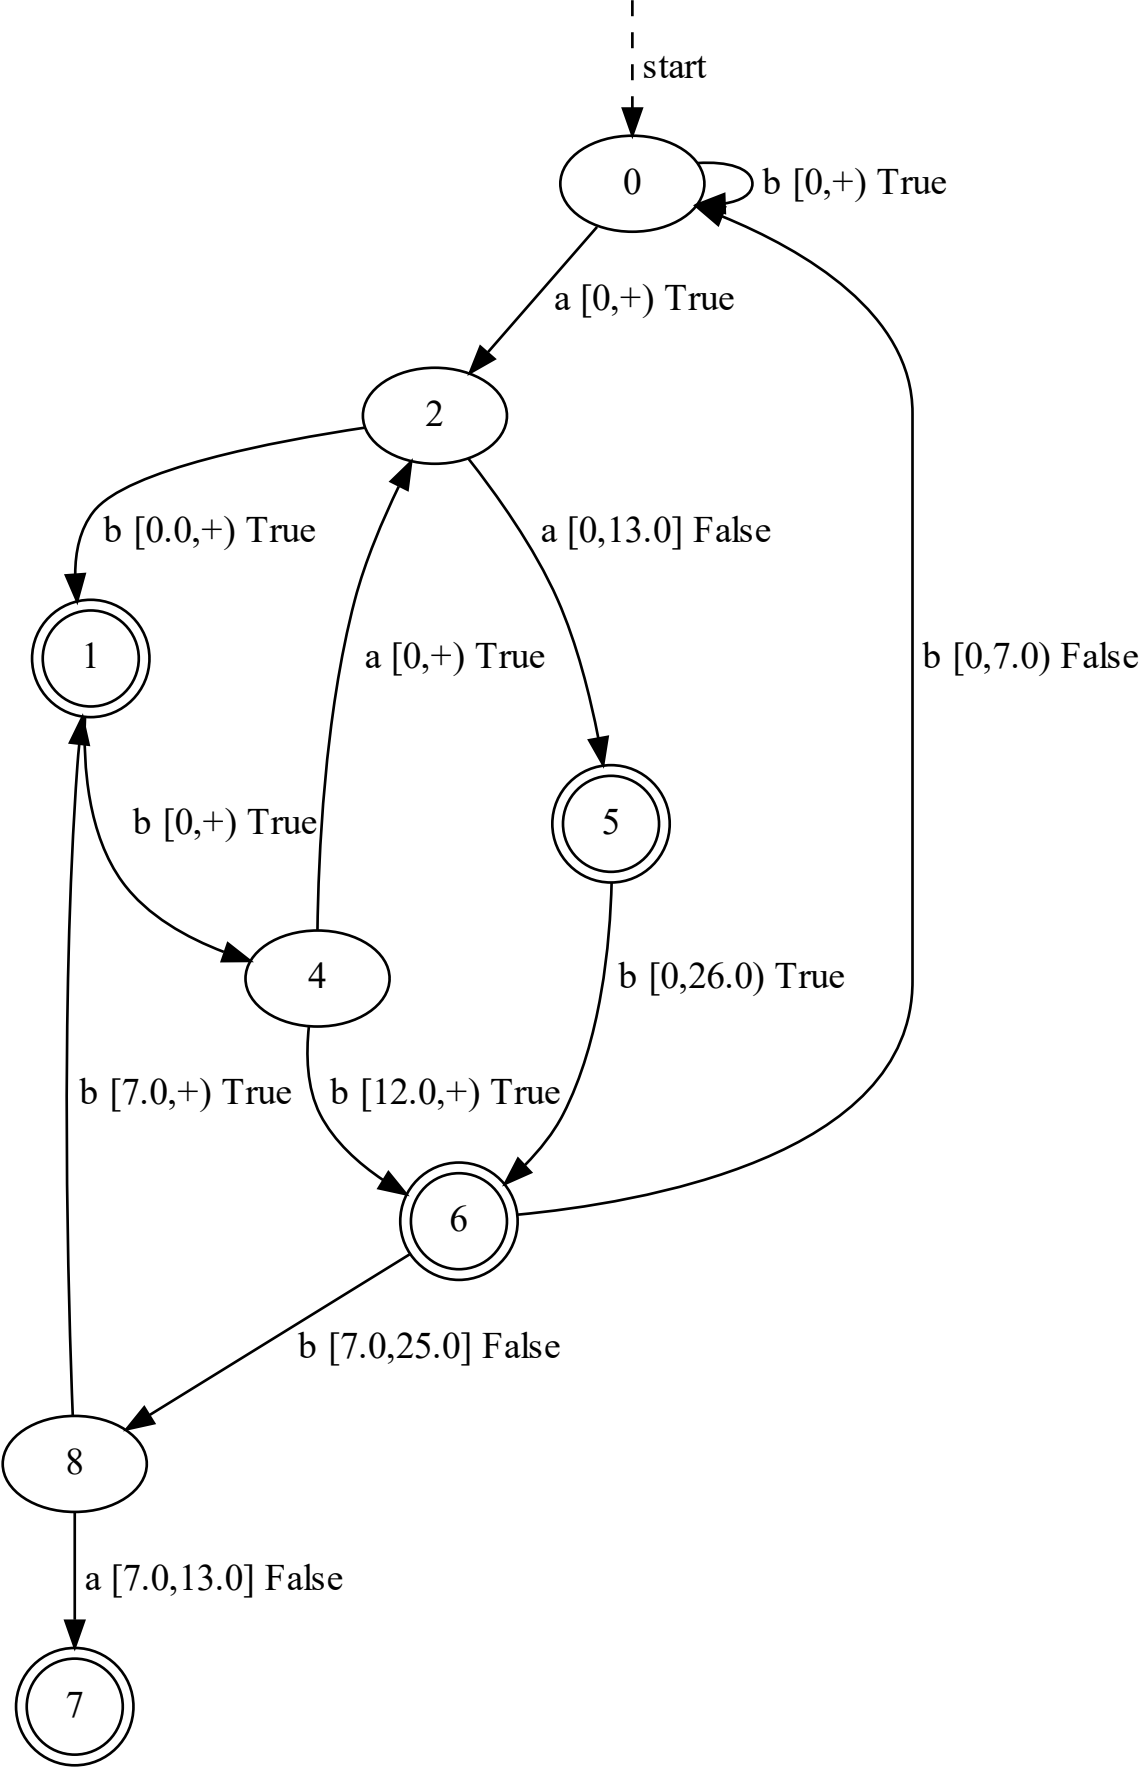 start
0
b [0,+) True
a [0,+) True
2
b [0.0,+) True
a [0,13.0] False
1
a [0,+) True
b [0,7.0) False
b [0,+) True
5
4
b [0,26.0) True
b [7.0,+) True
b [12.0,+) True
6
b [7.0,25.0] False
8
a [7.0,13.0] False
7